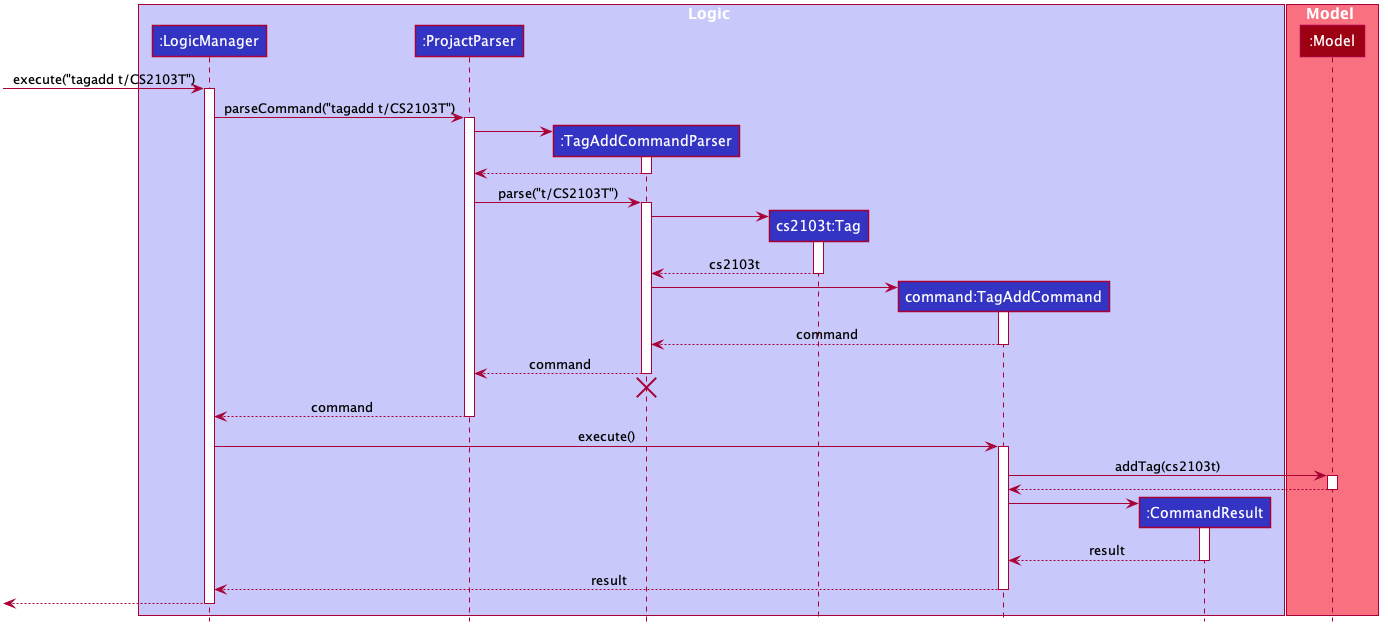 Logic
Model
:LogicManager
:ProjactParser
:Model
execute("tagadd t/CS2103T")
parseCommand("tagadd t/CS2103T")
:TagAddCommandParser
parse("t/CS2103T")
cs2103t:Tag
cs2103t
command:TagAddCommand
command
command
command
execute()
addTag(cs2103t)
:CommandResult
result
result